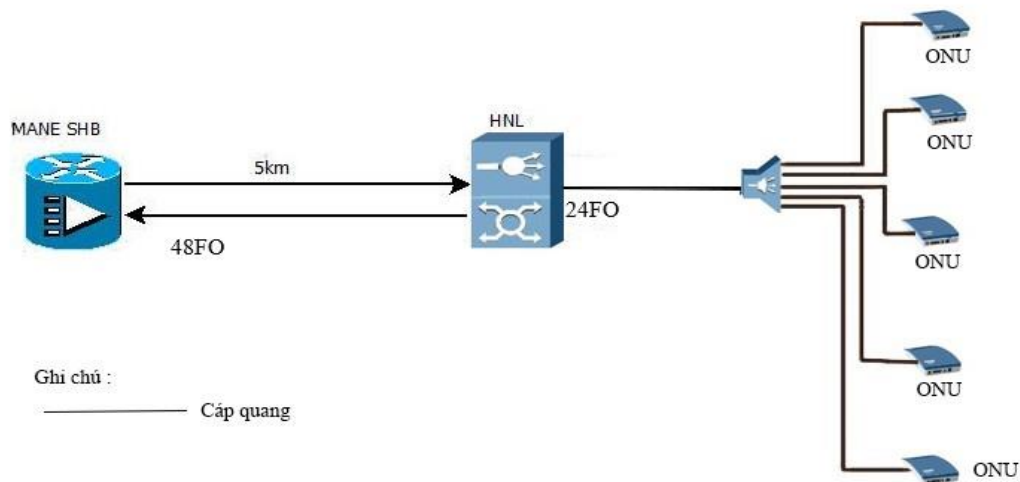 ONU
MANE SHB
HNL
5km
ONU
24FO
48FO
ONU
Ghi chú :
ONU
Cáp quang
ONU